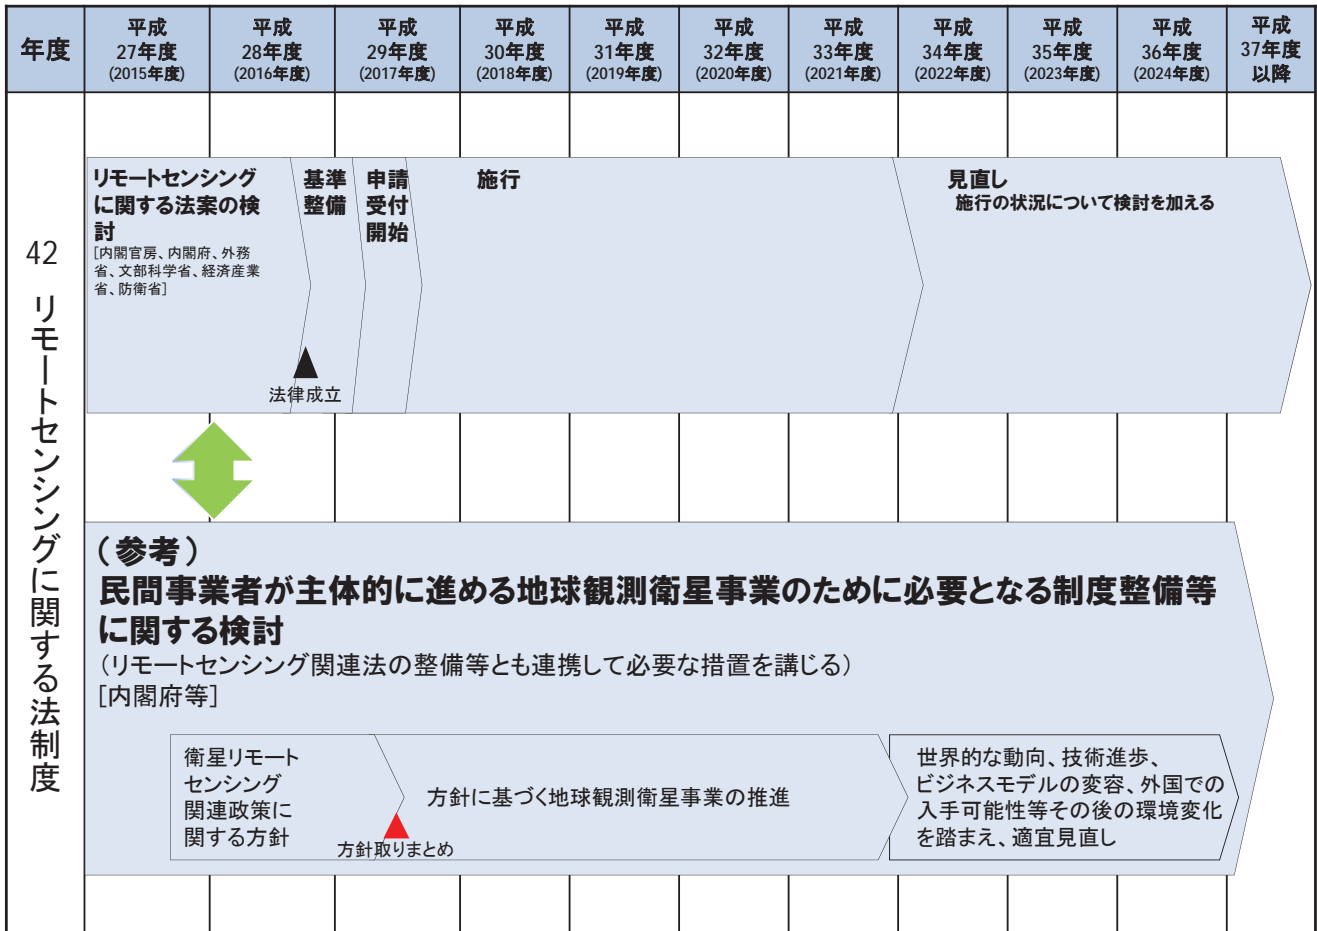 年度
平成
27年度
(2015年度)
平成
28年度
(2016年度)
平成
29年度
(2017年度)
平成
30年度
(2018年度)
平成
31年度
(2019年度)
平成
32年度
(2020年度)
平成
33年度
(2021年度)
平成
34年度
(2022年度)
平成
35年度
(2023年度)
平成
36年度
(2024年度)
平成
37年度
以降
42 リモートセンシングに関する法制度
リモートセンシング
に関する法案の検
討
[内閣官房、内閣府、外務
省、文部科学省、経済産業
省、防衛省]
基準
整備
申請
受付
開始
施行
見直し
施行の状況について検討を加える
法律成立
(参考)
民間事業者が主体的に進める地球観測衛星事業のために必要となる制度整備等
に関する検討
(リモートセンシング関連法の整備等とも連携して必要な措置を講じる)
[内閣府等]
衛星リモート
センシング
関連政策に
関する方針
方針取りまとめ
方針に基づく地球観測衛星事業の推進
世界的な動向、技術進歩、
ビジネスモデルの変容、外国での
入手可能性等その後の環境変化
を踏まえ、適宜見直し